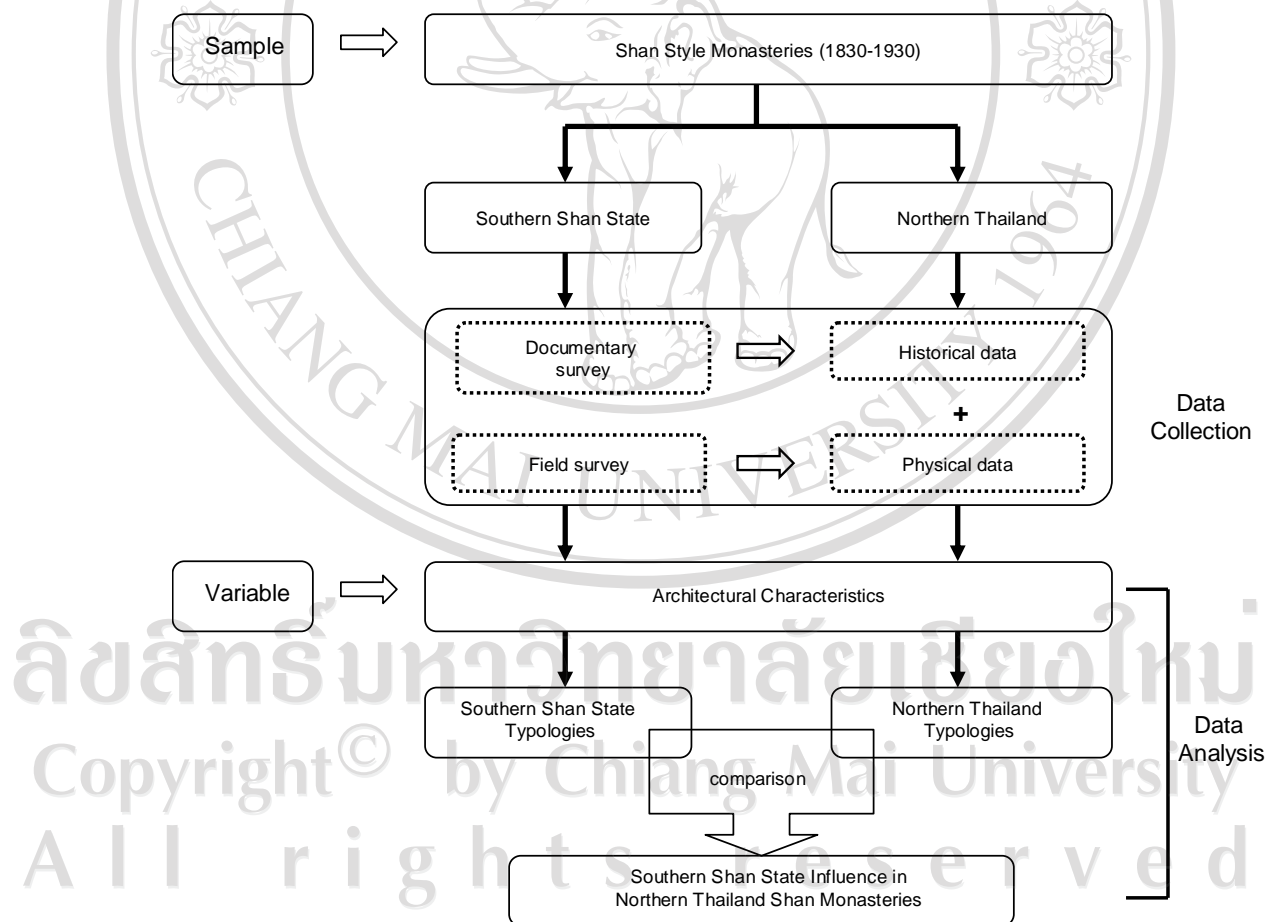 Sample
Shan Style Monasteries (1830-1930)
Southern Shan State
Northern Thailand
Documentary
survey
Historical data
+
Field survey
Physical data
Data
Collection
Variable
Architectural Characteristics
Southern Shan State
Typologies
Northern Thailand
Typologies
comparison
Data
Analysis
Southern Shan State Influence in
Northern Thailand Shan Monasteries
CHIANG MAI UNIVERSITY 1964
ลิขสิทธิ์มหาวิทยาลัยเชียงใหม่
Copyright© by Chiang Mai University
All rights reserved